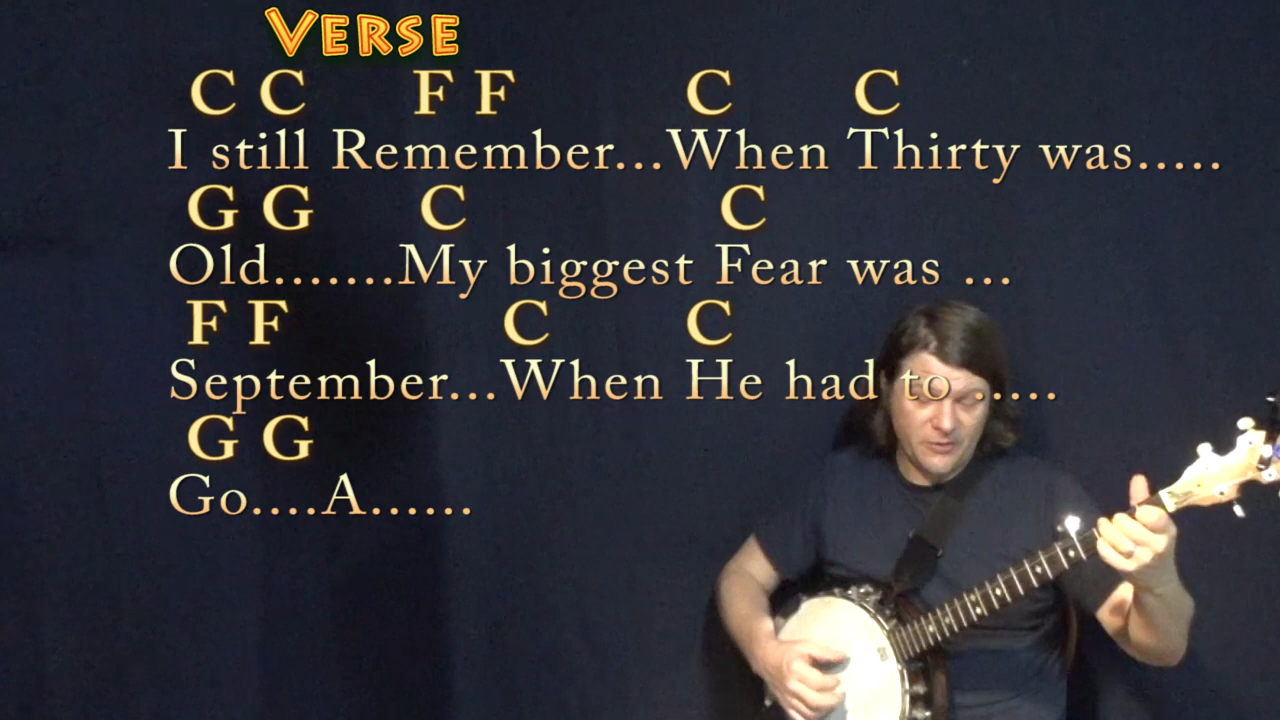 VERSE
C C F F C C
I still Remember...When Thirty was.....
G G C C
Old.......My biggest Fear was ...
F F C C
September...When He had to .....
G G
Go....A......